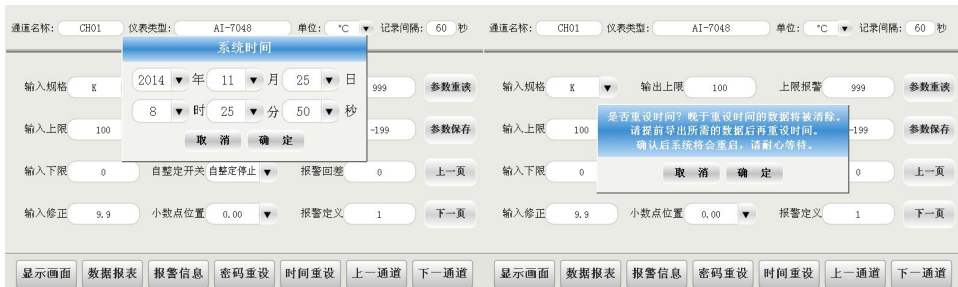 通道名称: CH01 仪表类型: AI-7048 单位: °C 记录间隔: 60 秒
系统时间
2014 年 11 月 25 日
8 时 25 分 50 秒
取 消 确 定
输入规格 K 999 参数重读
输入上限 100 -199 参数保存
输入下限 0 自整定开关 自整定停止 报警回差 0 上一页
输入修正 9.9 小数点位置 0.00 报警定义 1 下一页
显示画面 数据报表 报警信息 密码重设 时间重设 上一通道 下一通道
通道名称: CH01 仪表类型: AI-7048 单位: °C 记录间隔: 60 秒
输入规格 K 输出上限 100 上限报警 999 参数重读
是否重设时间？晚于重设时间的数据将被清除。
请提前导出所需的数据后再重设时间。
确认后系统将会重启，请耐心等待。
取 消 确 定
输入上限 100 -199 参数保存
输入下限 0 0 上一页
输入修正 9.9 小数点位置 0.00 报警定义 1 下一页
显示画面 数据报表 报警信息 密码重设 时间重设 上一通道 下一通道